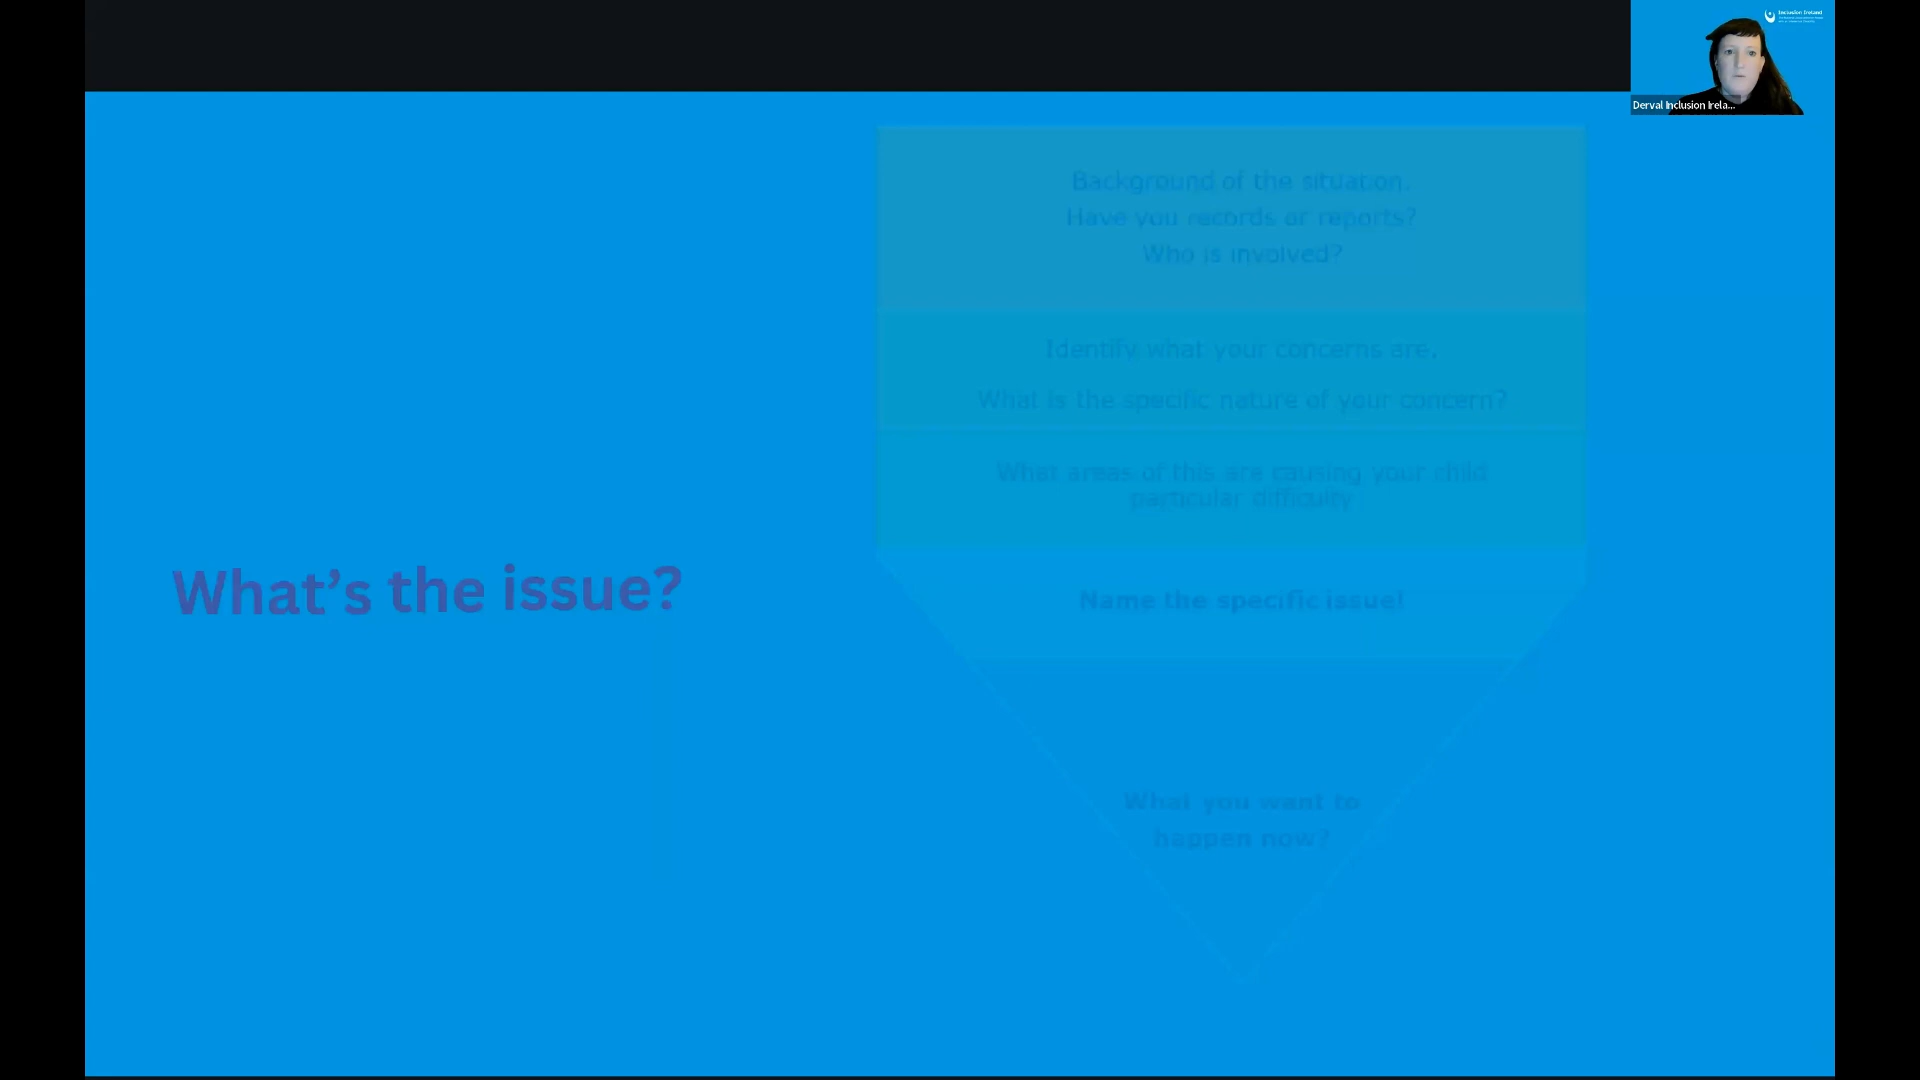 Inclusion Ireland
Derval Inclusion Irela...
Background of the situation.
Have you records or reports?
Who is involved?
Identify what your concerns are.
What is the specific nature of your concern?
What areas of this are causing your child
particular difficulty
What's the issue?
Name the specific issue!
What you want to
happen now?